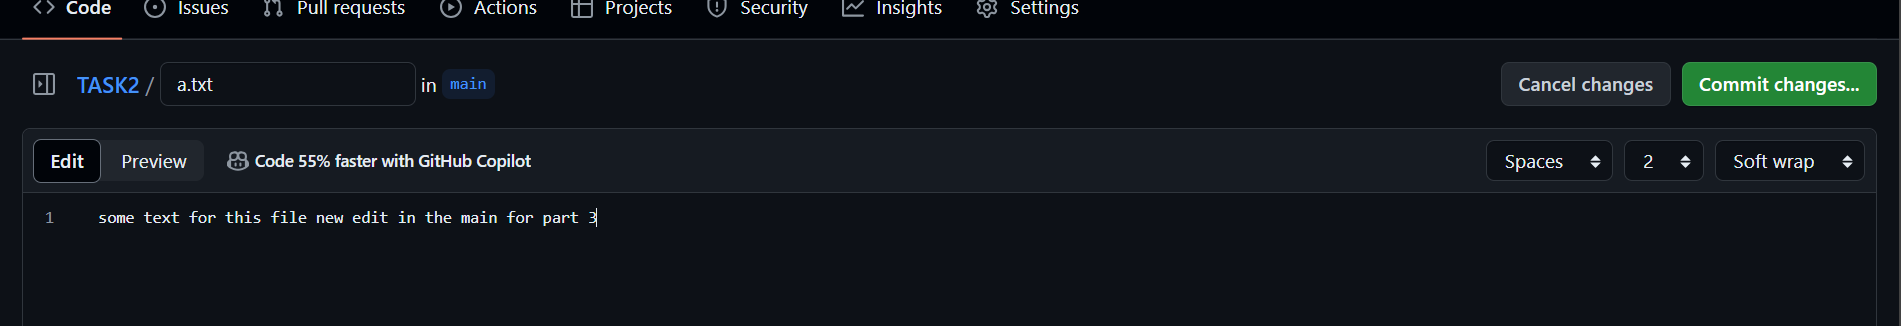 Code Issues Pull requests Actions Projects Security Insights Settings
TASK2 / a.txt in main Cancel changes Commit changes...
Edit Preview Code 55% faster with GitHub Copilot Spaces 2 Soft wrap
1 some text for this file new edit in the main for part 3